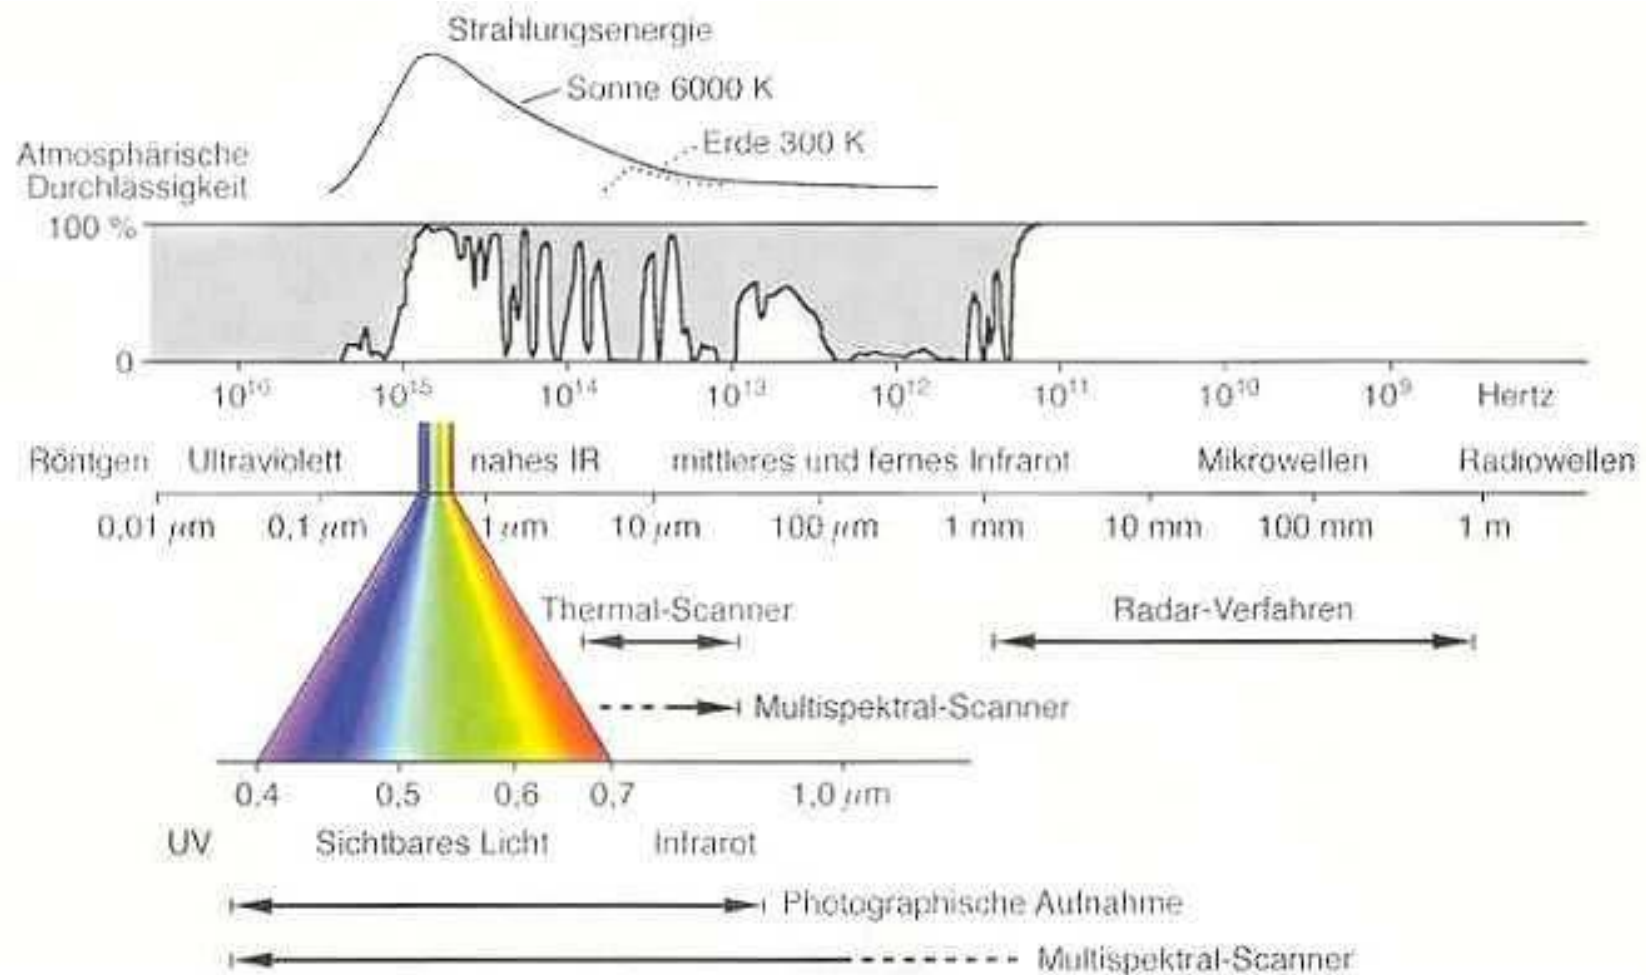 Strahlungsenergie
Sonne 6000 K
Erde 300 K
Atmosphärische
Durchlässigkeit
100 %
0
10¹⁶ 10¹⁵ 10¹⁴ 10¹³ 10¹² 10¹¹ 10¹⁰ 10⁹ Hertz
Röntgen Ultraviolett nahes IR mittleres und fernes Infrarot Mikrowellen Radiowellen
0,01 μm 0,1 μm 1 μm 10 μm 100 μm 1 mm 10 mm 100 mm 1 m
Thermal-Scanner Radar-Verfahren
Multispektral-Scanner
0,4 0,5 0,6 0,7 1,0 μm
UV Sichtbares Licht Infrarot
Photographische Aufnahme
Multispektral-Scanner